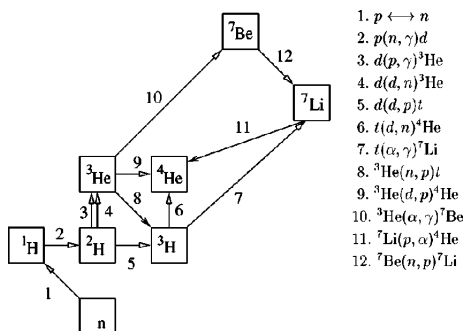 ⁷Be
12
⁷Li
10
11
³He
9
⁴He
8
7
3
4
6
¹H
2
²H
5
³H
1
n
1. p ⟷ n
2. p(n, γ)d
3. d(p, γ)³He
4. d(d, n)³He
5. d(d, p)t
6. t(d, n)⁴He
7. t(α, γ)⁷Li
8. ³He(n, p)t
9. ³He(d, p)⁴He
10. ³He(α, γ)⁷Be
11. ⁷Li(p, α)⁴He
12. ⁷Be(n, p)⁷Li